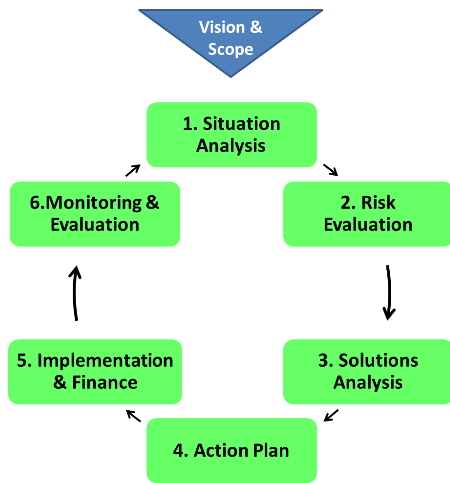 Vision &
Scope
1. Situation
Analysis
2. Risk
Evaluation
3. Solutions
Analysis
4. Action Plan
5. Implementation
& Finance
6.Monitoring &
Evaluation